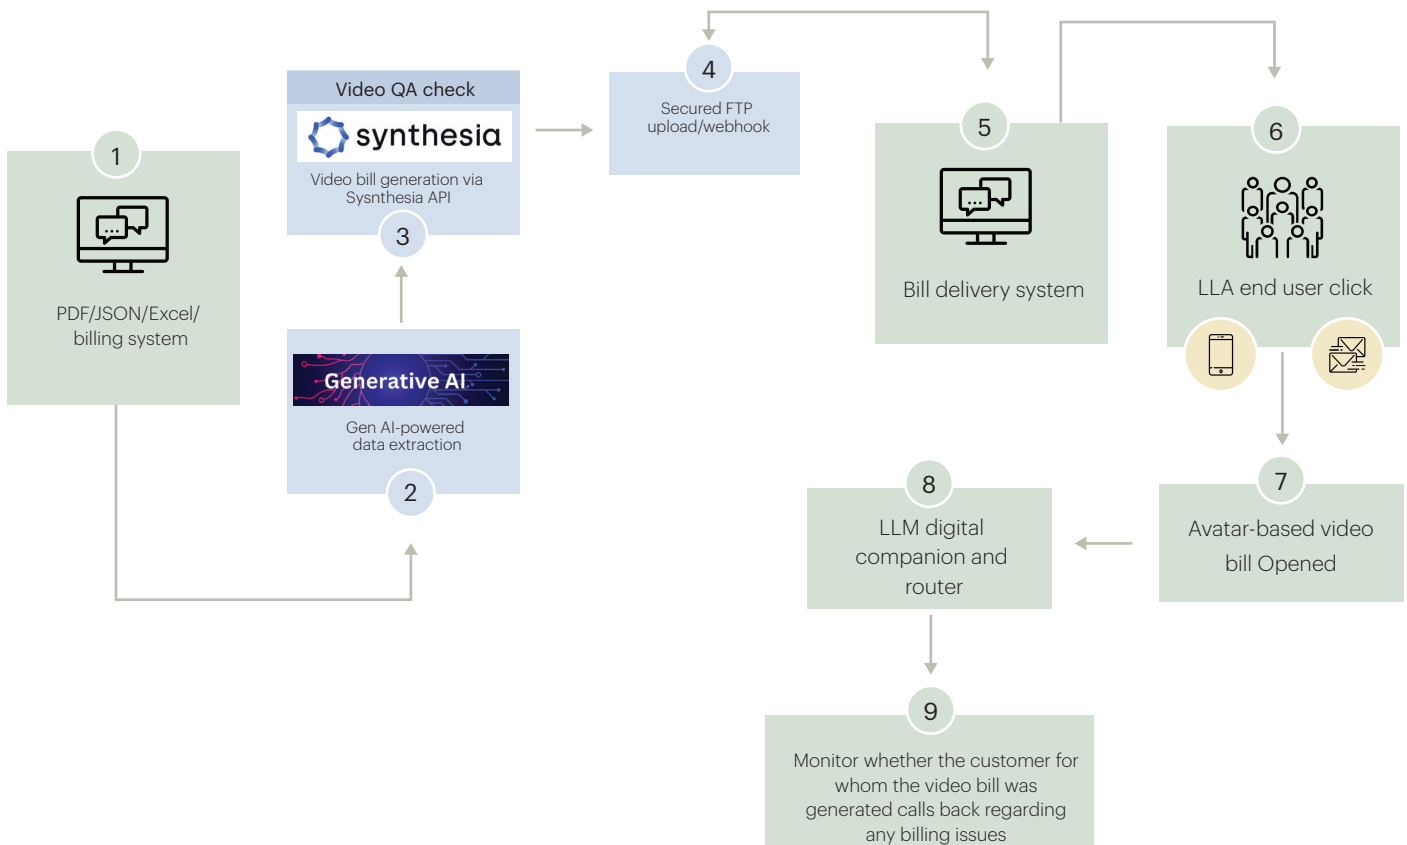 1
PDF/JSON/Excel/
billing system
2
Generative AI
Gen AI-powered
data extraction
Video QA check
synthesia
Video bill generation via
Sysnthesia API
3
4
Secured FTP
upload/webhook
5
Bill delivery system
6
LLA end user click
7
Avatar-based video
bill Opened
8
LLM digital
companion and
router
9
Monitor whether the customer for
whom the video bill was
generated calls back regarding
any billing issues